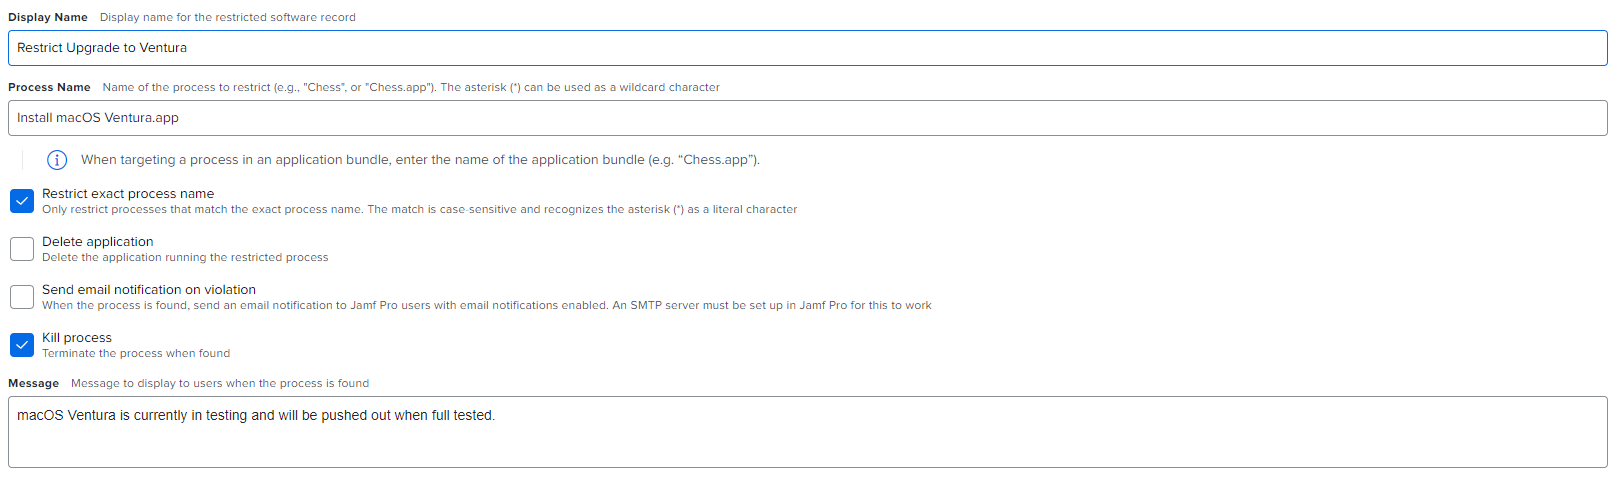 Display Name Display name for the restricted software record
Restrict Upgrade to Ventura
Process Name Name of the process to restrict (e.g., "Chess", or "Chess.app"). The asterisk (*) can be used as a wildcard character
Install macOS Ventura.app
When targeting a process in an application bundle, enter the name of the application bundle (e.g. “Chess.app”).
Restrict exact process name
Only restrict processes that match the exact process name. The match is case-sensitive and recognizes the asterisk (*) as a literal character
Delete application
Delete the application running the restricted process
Send email notification on violation
When the process is found, send an email notification to Jamf Pro users with email notifications enabled. An SMTP server must be set up in Jamf Pro for this to work
Kill process
Terminate the process when found
Message Message to display to users when the process is found
macOS Ventura is currently in testing and will be pushed out when full tested.